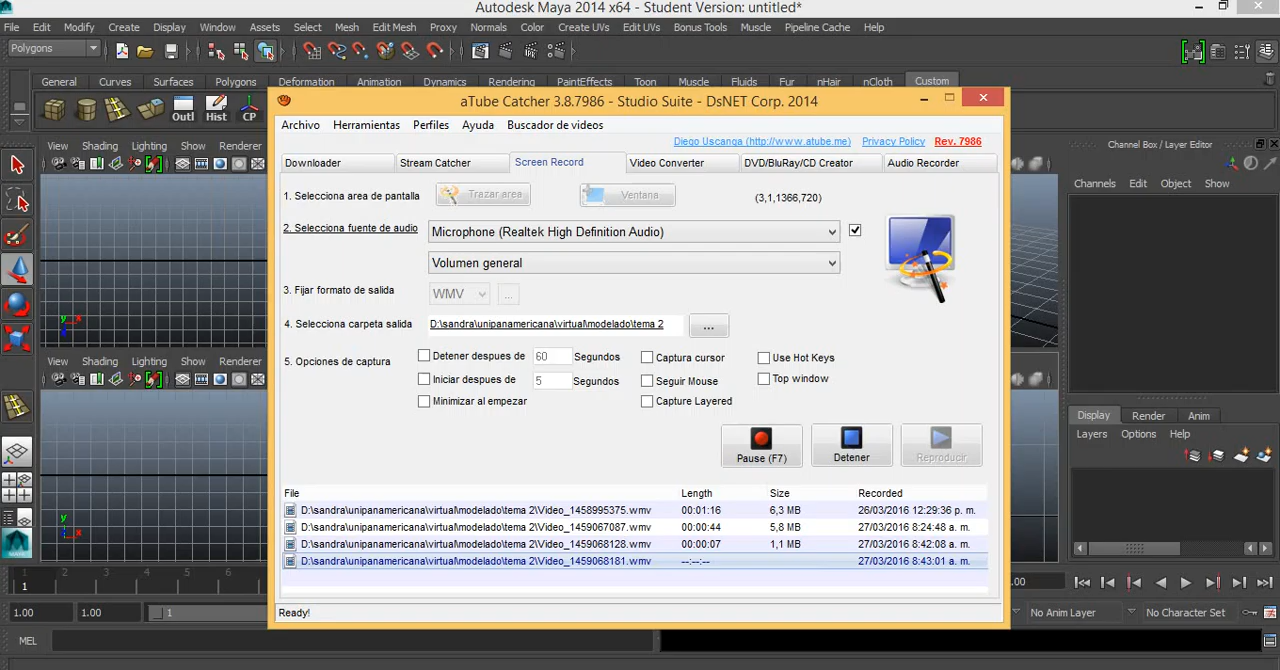 Autodesk Maya 2014 x64 - Student Version: untitled*
File Edit Modify Create Display Window Assets Select Mesh Edit Mesh Proxy Normals Color Create UVs Edit UVs Bonus Tools Muscle Pipeline Cache Help
Polygons
General Curves Surfaces Polygons Deformation Animation Dynamics Rendering PaintEffects Toon Muscle Fluids Fur nHair nCloth Custom
Outl Hist CP
aTube Catcher 3.8.7986 - Studio Suite - DsNET Corp. 2014
Archivo Herramientas Perfiles Ayuda Buscador de videos
Diego Uscanga (http://www.atube.me) Privacy Policy Rev. 7986
Downloader Stream Catcher Screen Record Video Converter DVD/BluRay/CD Creator Audio Recorder
1. Selecciona area de pantalla Trazar area Ventana (3,1,1366,720)
2. Selecciona fuente de audio Microphone (Realtek High Definition Audio)
Volumen general
3. Fijar formato de salida WMV ...
4. Selecciona carpeta salida D:\sandra\unipanamericana\virtual\modelado\tema 2 ...
5. Opciones de captura Detener despues de 60 Segundos Captura cursor Use Hot Keys
Iniciar despues de 5 Segundos Seguir Mouse Top window
Minimizar al empezar Capture Layered
Pause (F7) Detener Reproducir
File Length Size Recorded
D:\sandra\unipanamericana\virtual\modelado\tema 2\Video_1458995375.wmv 00:01:16 6,3 MB 26/03/2016 12:29:36 p. m.
D:\sandra\unipanamericana\virtual\modelado\tema 2\Video_1459067087.wmv 00:00:44 5,8 MB 27/03/2016 8:24:48 a. m.
D:\sandra\unipanamericana\virtual\modelado\tema 2\Video_1459068128.wmv 00:00:07 1,1 MB 27/03/2016 8:42:08 a. m.
D:\sandra\unipanamericana\virtual\modelado\tema 2\Video_1459068181.wmv --:--:-- 27/03/2016 8:43:01 a. m.
Ready!
View Shading Lighting Show Renderer
y x
View Shading Lighting Show Renderer
y x
Channel Box / Layer Editor
Channels Edit Object Show
Display Render Anim
Layers Options Help
1 2 3 4 5 6
1
.00
1.00 1.00 1 No Anim Layer No Character Set
MEL